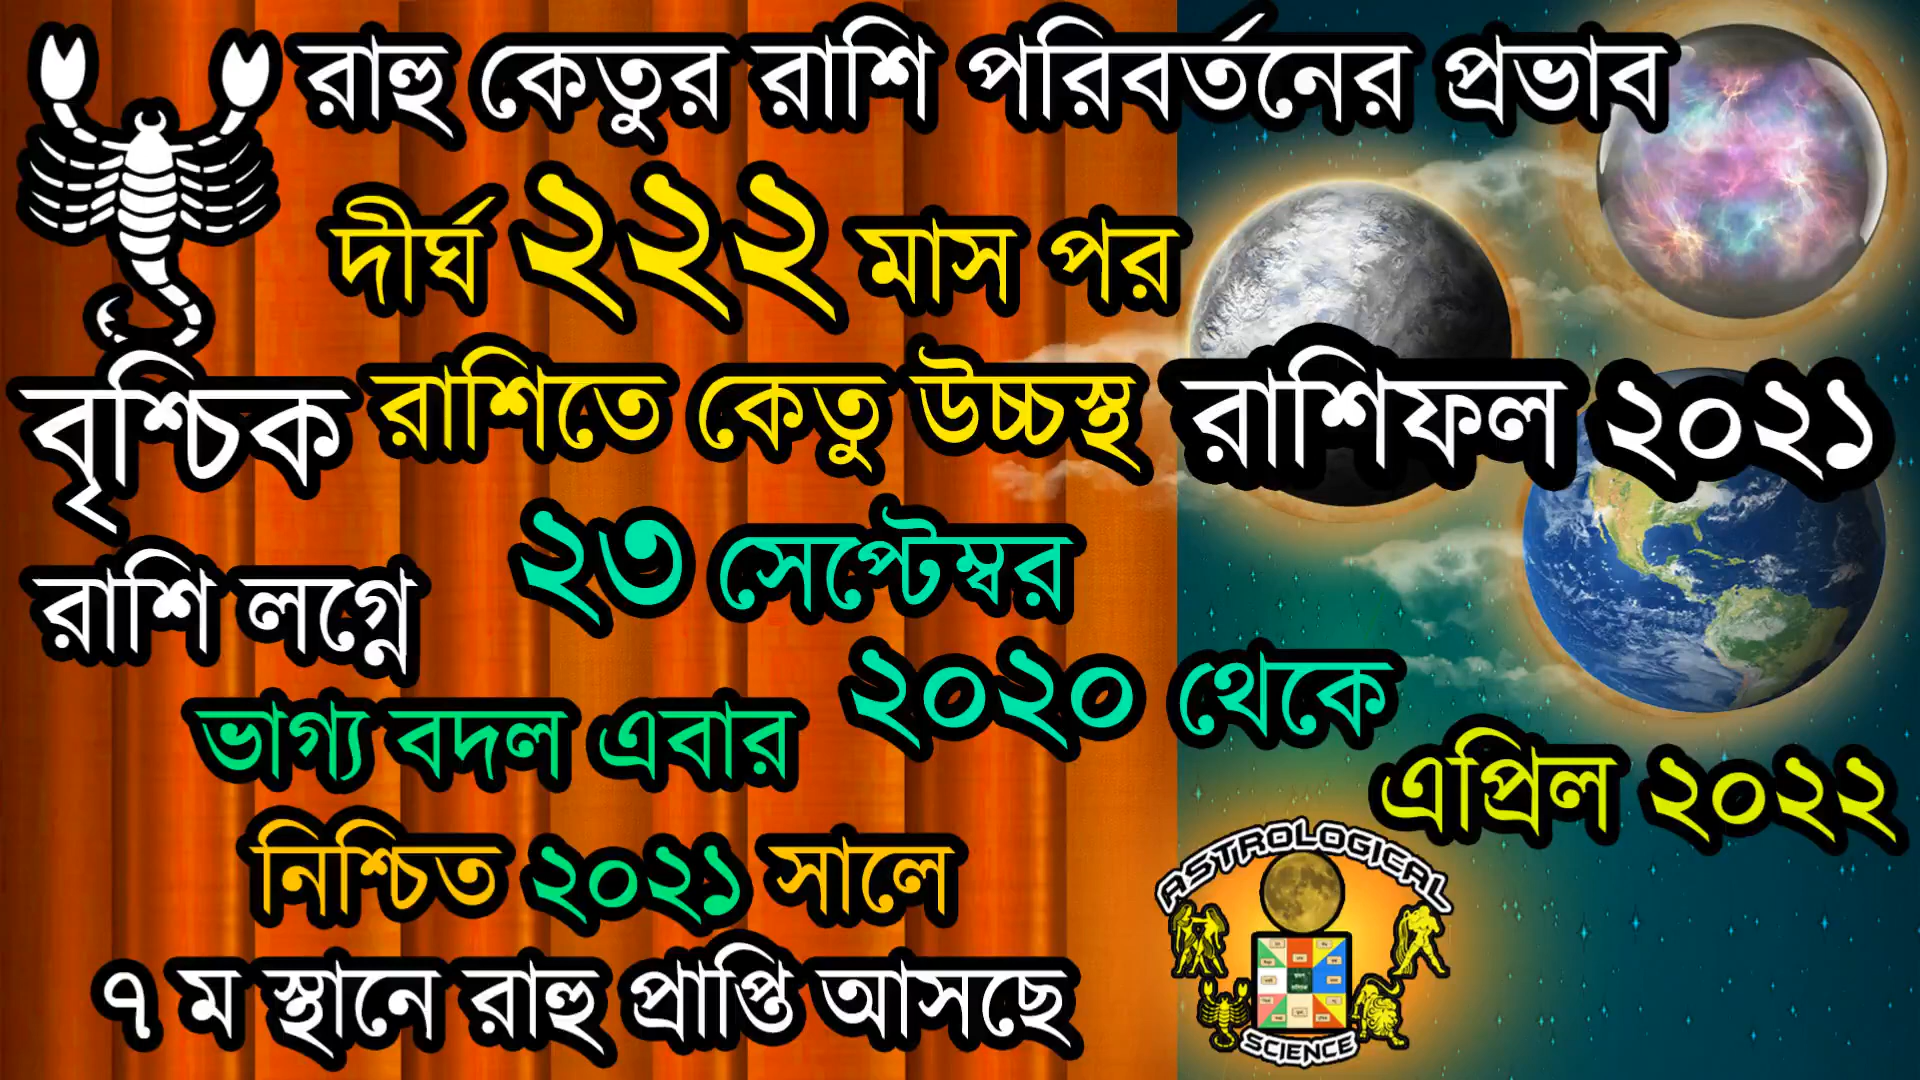 রাহু কেতুর রাশি পরিবর্তনের প্রভাব
দীর্ঘ ২২২ মাস পর
বৃশ্চিক রাশিতে কেতু উচ্চস্থ রাশিফল ২০২১
রাশি লগ্নে ২৩ সেপ্টেম্বর
২০২০ থেকে
ভাগ্য বদল এবার
এপ্রিল ২০২২
নিশ্চিত ২০২১ সালে
৭ ম স্থানে রাহু প্রাপ্তি আসছে
ASTROLOGICAL
SCIENCE